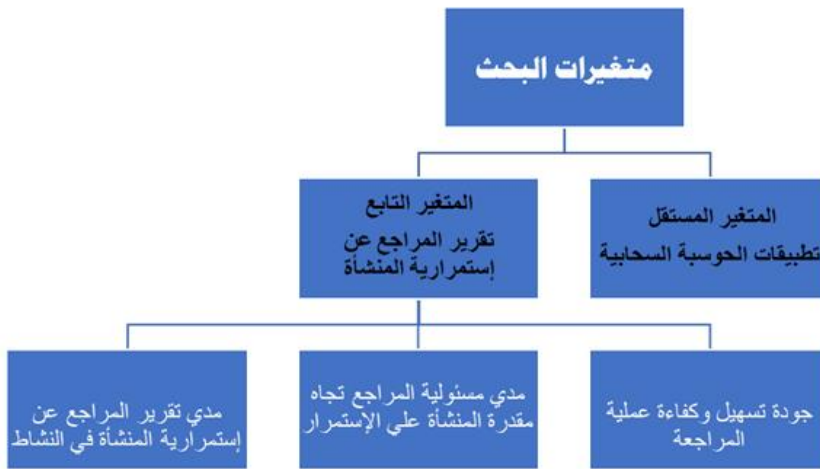 متغيرات البحث
المتغير المستقل
تطبيقات الحوسبة السحابية
المتغير التابع
تقرير المراجع عن
إستمرارية المنشأة
جودة تسهيل وكفاءة عملية
المراجعة
مدي مسئولية المراجع تجاه
مقدرة المنشأة علي الإستمرار
مدي تقرير المراجع عن
إستمرارية المنشأة في النشاط